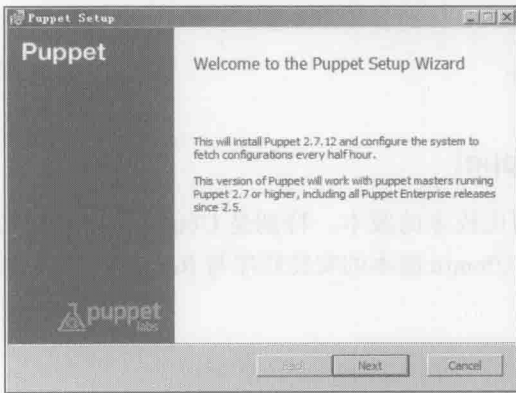 Puppet Setup
Puppet
Welcome to the Puppet Setup Wizard
This will install Puppet 2.7.12 and configure the system to
fetch configurations every half hour.
This version of Puppet will work with puppet masters running
Puppet 2.7 or higher, including all Puppet Enterprise releases
since 2.5.
puppet
labs
Back
Next
Cancel